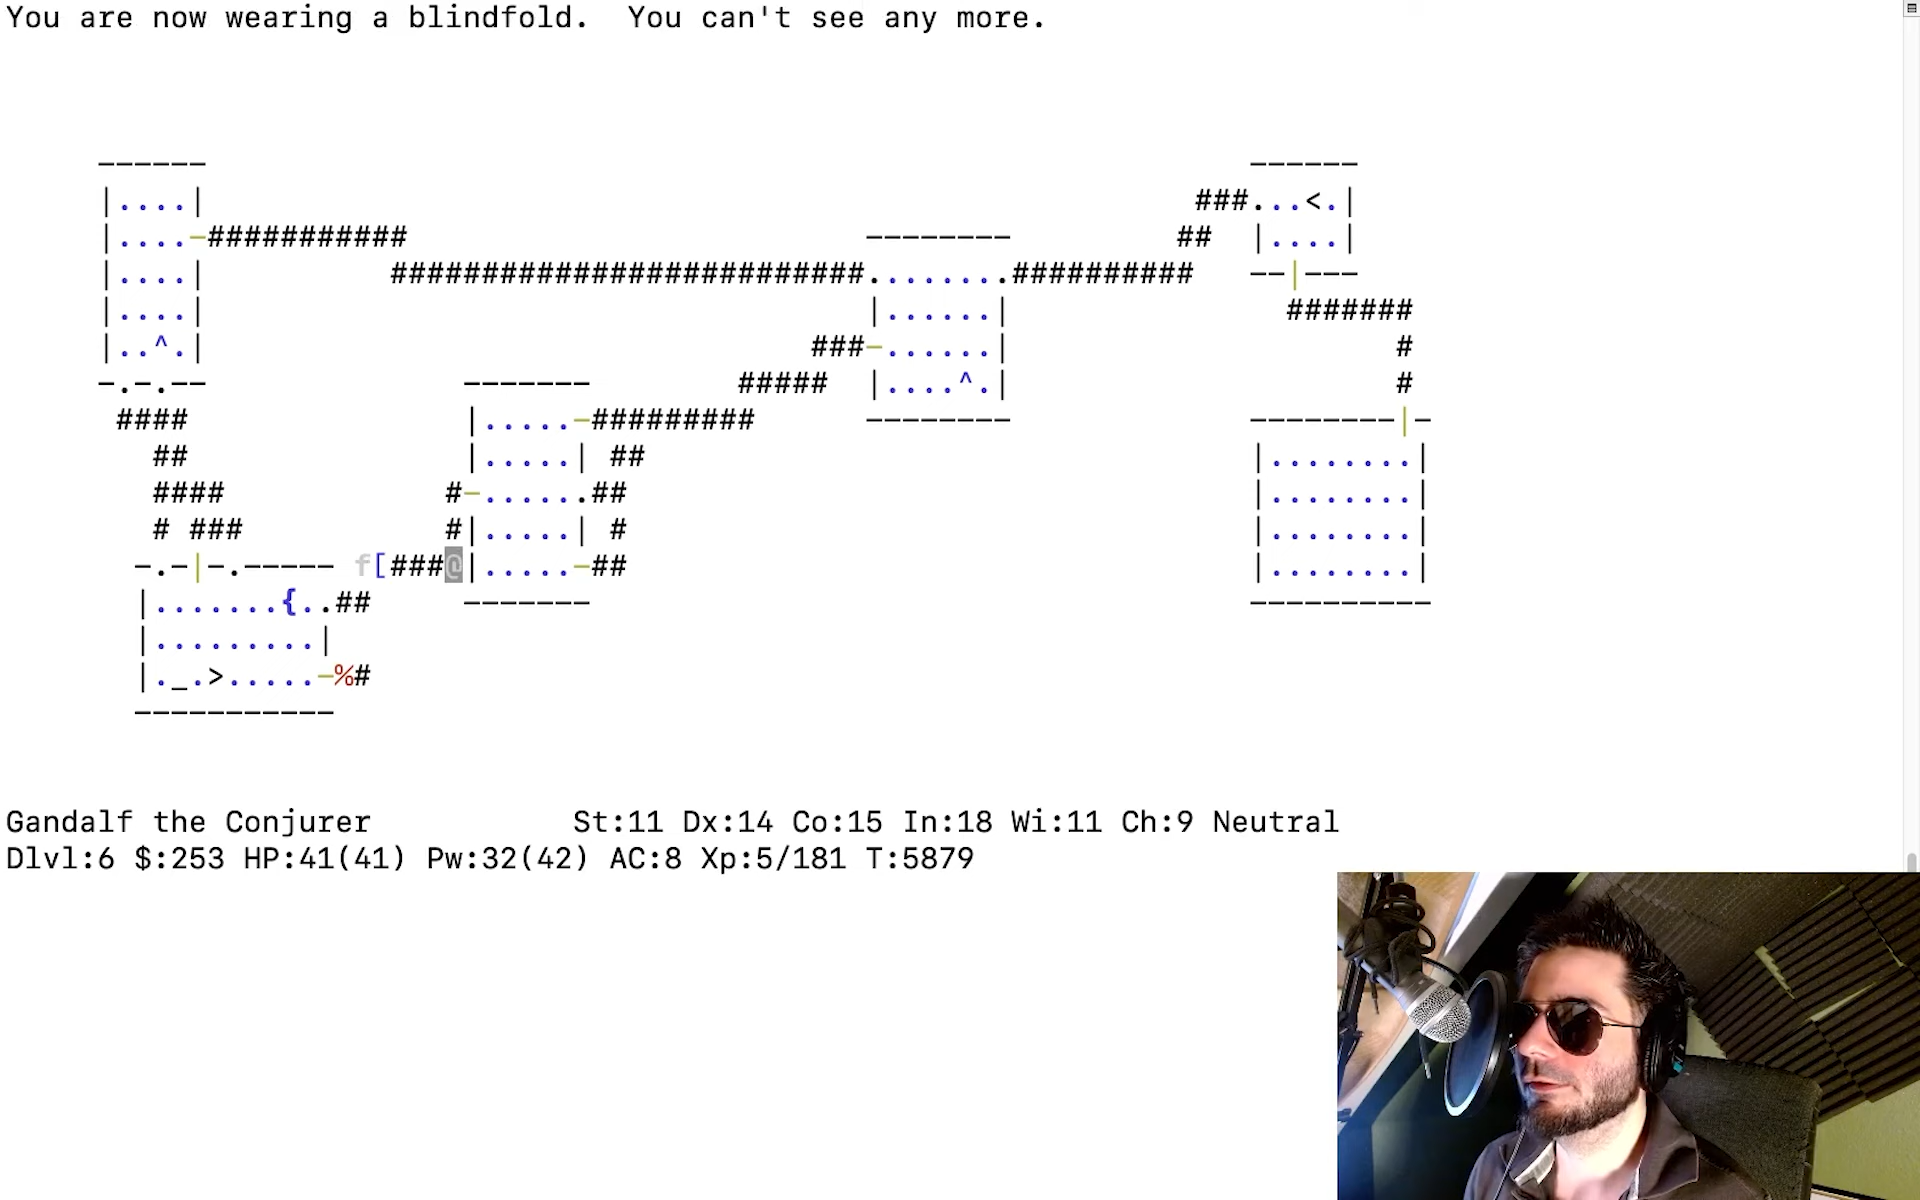 You are now wearing a blindfold.  You can't see any more.
------                                                         ------
|....|                                                      ###...<.|
|....-###########                         --------         ##  |....|
|....|          ##########################........##########   --|---
|....|                                    |......|               #######
|..^.|                                 ###-......|                     #
-.-.--              -------        #####  |....^.|                     #
 ####               |.....-#########      --------             --------|-
   ##               |.....| ##                                 |........|
   ####            #-......##                                  |........|
   # ###           #|.....| #                                  |........|
  -.-|-.-----  f[###@|.....-##                                 |........|
  |.......{..##     -------                                    ----------
  |.........|
  |._.>.....-%#
  -----------
Gandalf the Conjurer           St:11 Dx:14 Co:15 In:18 Wi:11 Ch:9 Neutral
Dlvl:6 $:253 HP:41(41) Pw:32(42) AC:8 Xp:5/181 T:5879